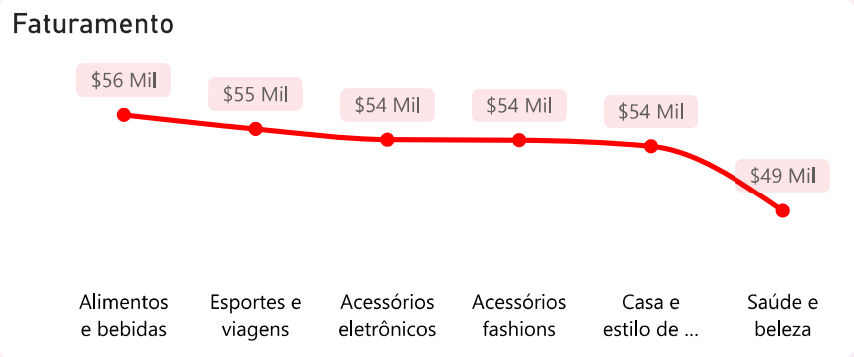 Faturamento
$56 Mil
$55 Mil
$54 Mil
$54 Mil
$54 Mil
$49 Mil
Alimentos
e bebidas
Esportes e
viagens
Acessórios
eletrônicos
Acessórios
fashions
Casa e
estilo de ...
Saúde e
beleza